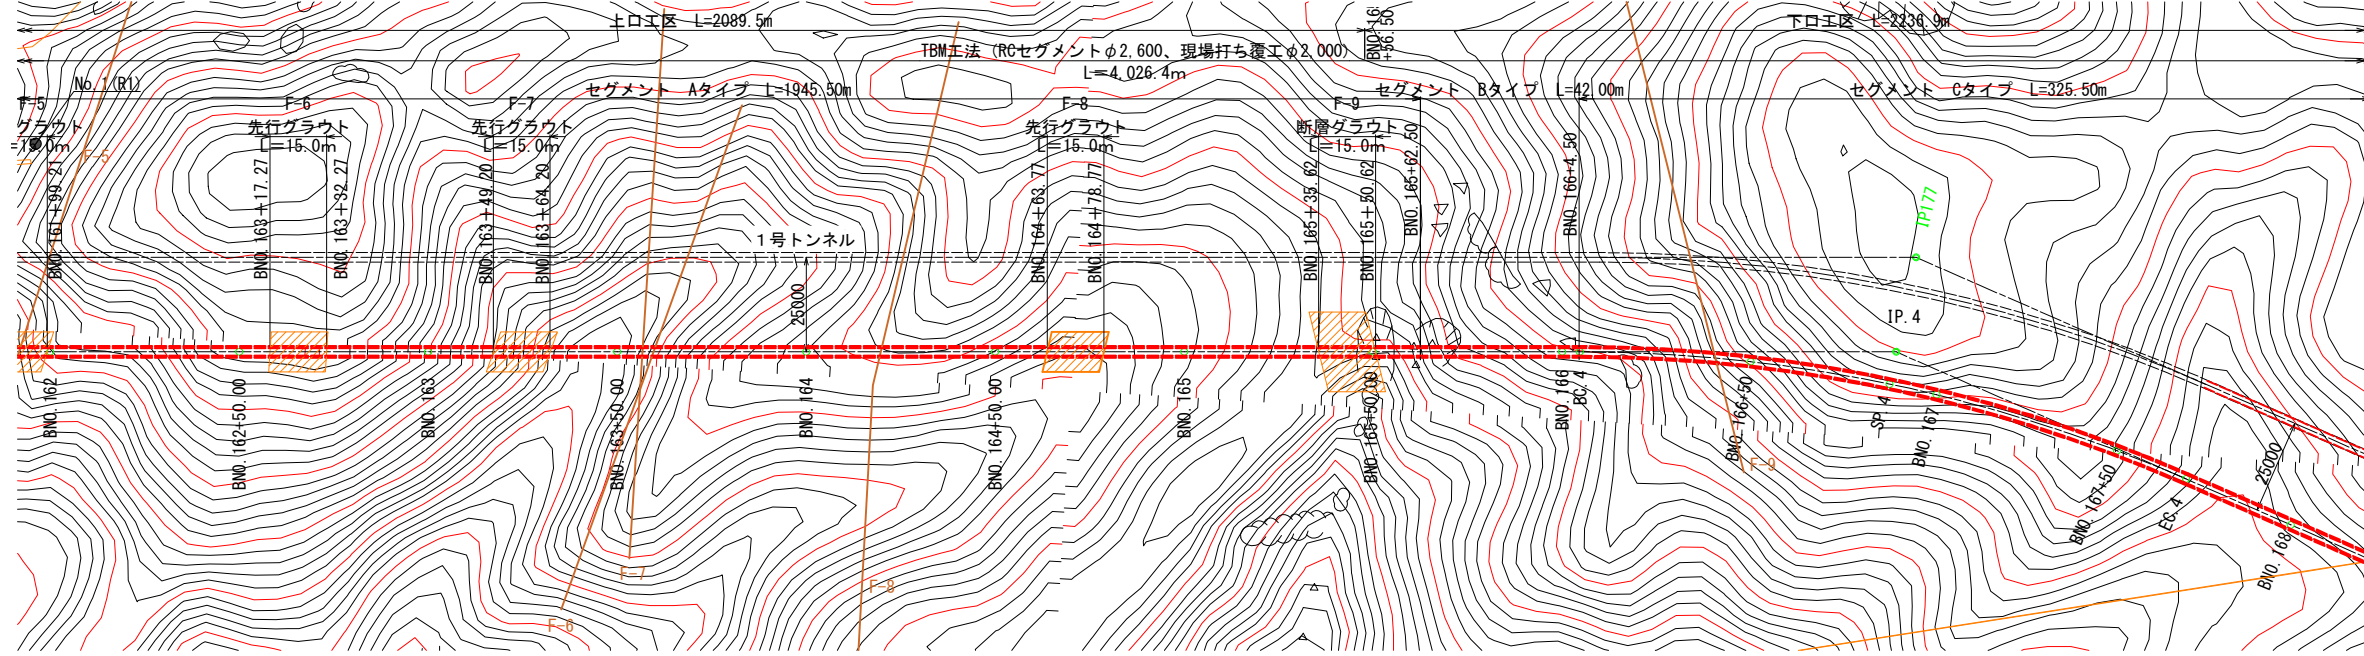 上口工区 L=2089.5m
下口工区 L=2236.9m
TBM工法 (RCセグメントφ2,600、現場打ち覆工φ2,000)
L=4,026.4m
BNO.16
+56.50
No.1(R1)
セグメント Aタイプ L=1945.50m
セグメント Bタイプ L=42.00m
セグメント Cタイプ L=325.50m
F-5
グラウト
=15.0m
F-6
先行グラウト
L=15.0m
F-7
先行グラウト
L=15.0m
F-8
先行グラウト
L=15.0m
F-9
断層グラウト
L=15.0m
F-5
BNO.161+99.21
BNO.163+17.27
BNO.163+32.27
BNO.163+49.20
BNO.163+64.20
BNO.164+63.77
BNO.164+78.77
BNO.165+35.62
BNO.165+50.62
BNO.165+62.50
BNO.166+4.50
IP177
1号トンネル
25000
IP.4
BNO.162
BNO.162+50.00
BNO.163
BNO.163+50.00
BNO.164
BNO.164+50.00
BNO.165
BNO.165+50.00
BNO.166
BC.4
BNO.166+50
SP.4
BNO.167
BNO.167+50
EC.4
BNO.168
25000
F-9
F-7
F-8
F-6